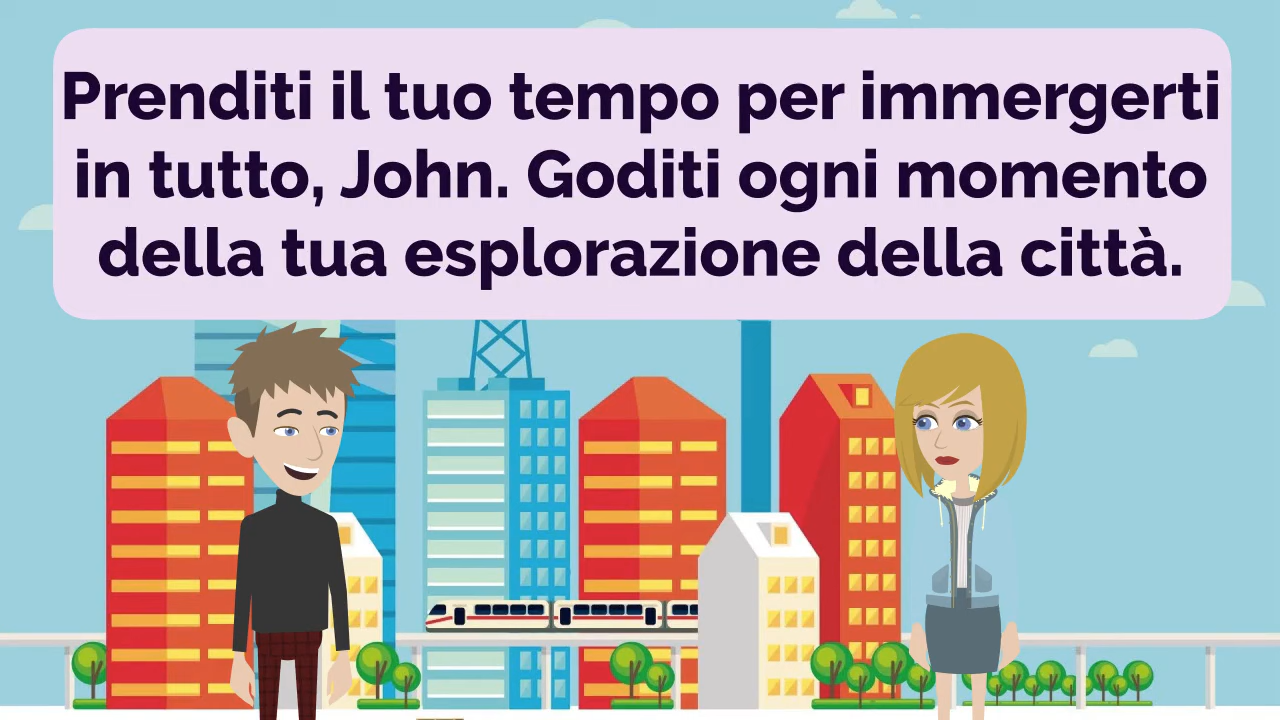 Prenditi il tuo tempo per immergerti
in tutto, John. Goditi ogni momento
della tua esplorazione della città.